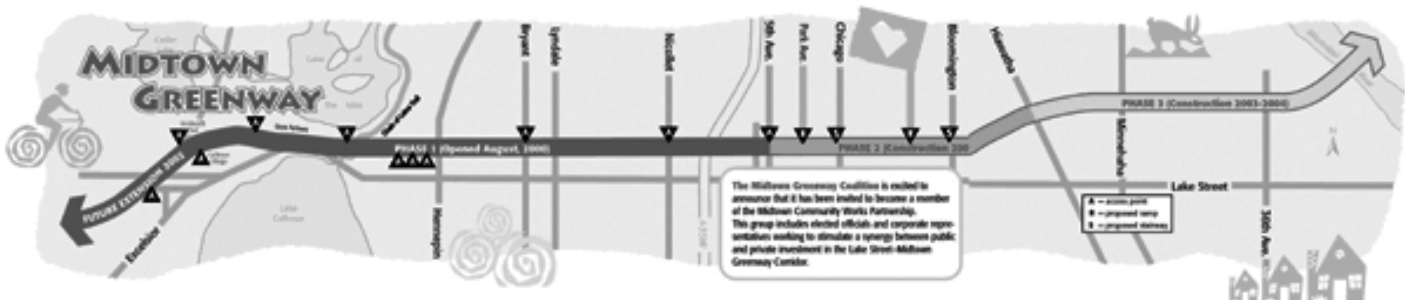 MIDTOWN
GREENWAY
Bryant
Lyndale
Nicollet
5th Ave.
Park Ave.
Chicago
Bloomington
Hiawatha
Minnehaha
Lake Street
36th Ave.
Hennepin
Excelsior
FUTURE EXTENTION
PHASE 1 (Opened August, 2000)
PHASE 2 (Construction 200
PHASE 3 (Construction 2003-2004)
The Midtown Greenway Coalition is excited to
announce that it has been invited to become a member
of the Midtown Community Works Partnership.
This group includes elected officials and corporate repre-
sentatives working to stimulate a synergy between public
and private investment in the Lake Street-Midtown
Greenway Corridor.
= access point
= proposed ramp
= proposed stairway
N